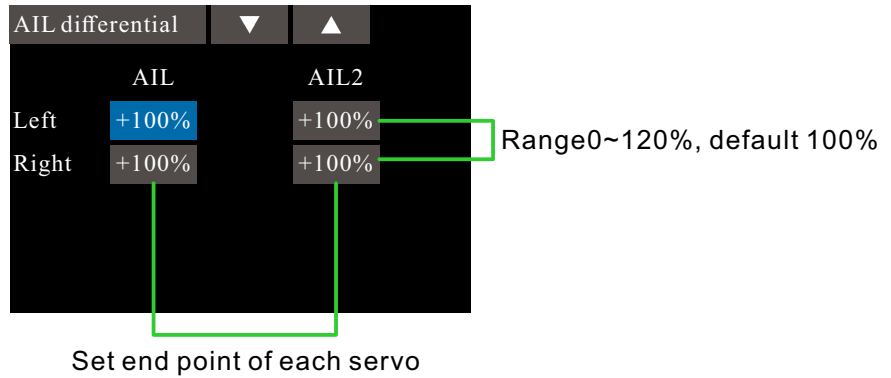 AIL differential ▼ ▲
AIL AIL2
Left +100% +100%
Right +100% +100%
Range0~120%, default 100%
Set end point of each servo